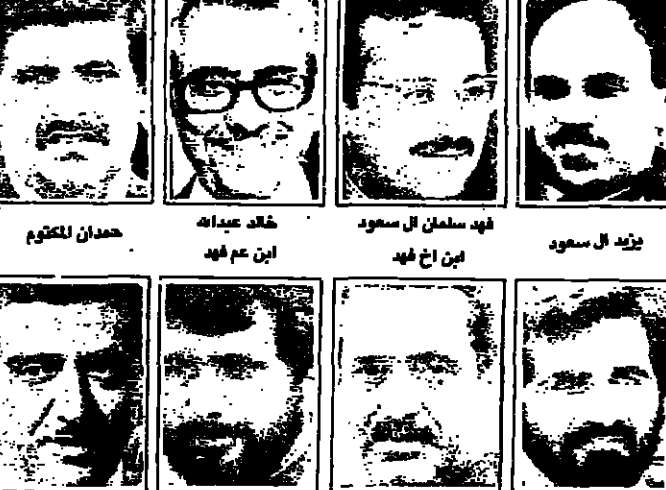 يزيد ال سعود
فهد سلمان ال سعود
ابن اخ فهد
خالد عبدالله
ابن عم فهد
حمدان المكتوم